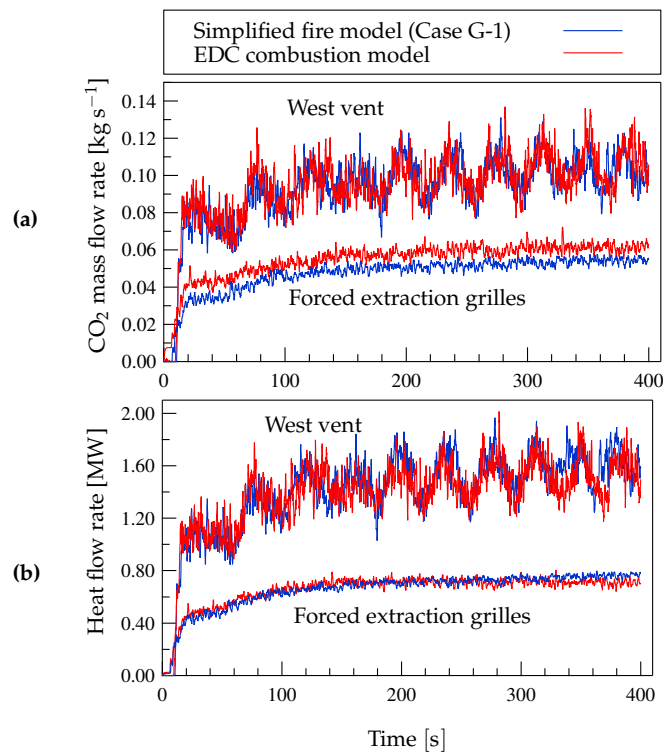 Simplified fire model (Case G-1)
EDC combustion model
(a)
CO₂ mass flow rate [kg s⁻¹]
0.14
0.12
0.10
0.08
0.06
0.04
0.02
0.00
West vent
Forced extraction grilles
0 100 200 300 400
(b)
Heat flow rate [MW]
2.00
1.60
1.20
0.80
0.40
0.00
West vent
Forced extraction grilles
0 100 200 300 400
Time [s]